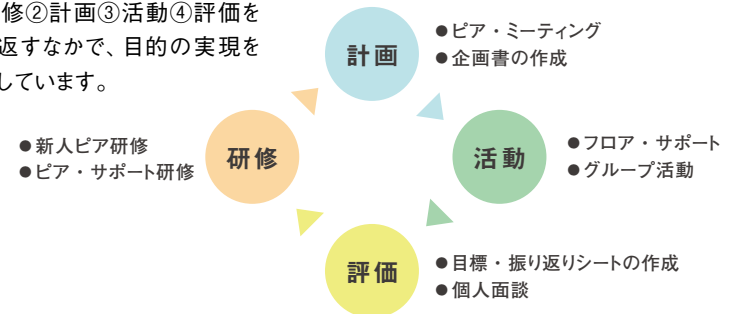 修②計画③活動④評価を
返すなかで、目的の実現を
しています。
計画
●ピア・ミーティング
●企画書の作成
研修
●新人ピア研修
●ピア・サポート研修
活動
●フロア・サポート
●グループ活動
評価
●目標・振り返りシートの作成
●個人面談